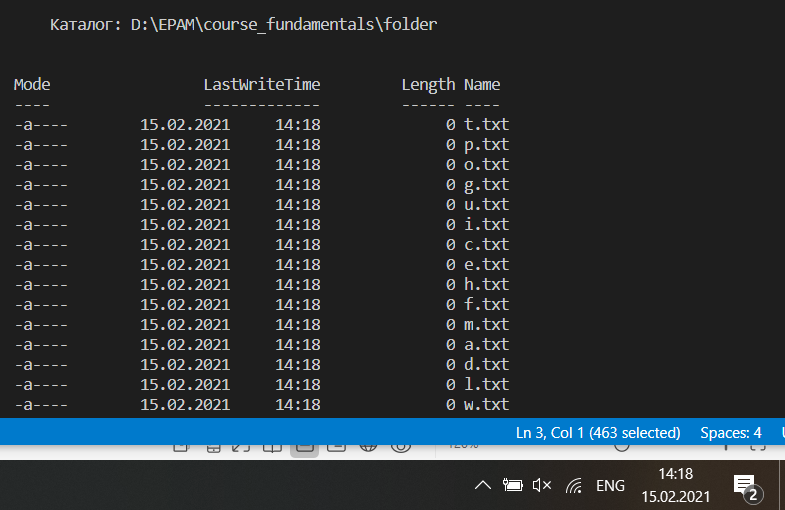 Каталог: D:\EPAM\course_fundamentals\folder
Mode LastWriteTime Length Name
---- ------------- ------ ----
-a---- 15.02.2021 14:18 0 t.txt
-a---- 15.02.2021 14:18 0 p.txt
-a---- 15.02.2021 14:18 0 o.txt
-a---- 15.02.2021 14:18 0 g.txt
-a---- 15.02.2021 14:18 0 u.txt
-a---- 15.02.2021 14:18 0 i.txt
-a---- 15.02.2021 14:18 0 c.txt
-a---- 15.02.2021 14:18 0 e.txt
-a---- 15.02.2021 14:18 0 h.txt
-a---- 15.02.2021 14:18 0 f.txt
-a---- 15.02.2021 14:18 0 m.txt
-a---- 15.02.2021 14:18 0 a.txt
-a---- 15.02.2021 14:18 0 d.txt
-a---- 15.02.2021 14:18 0 l.txt
-a---- 15.02.2021 14:18 0 w.txt
Ln 3, Col 1 (463 selected) Spaces: 4
ENG
14:18
15.02.2021
2